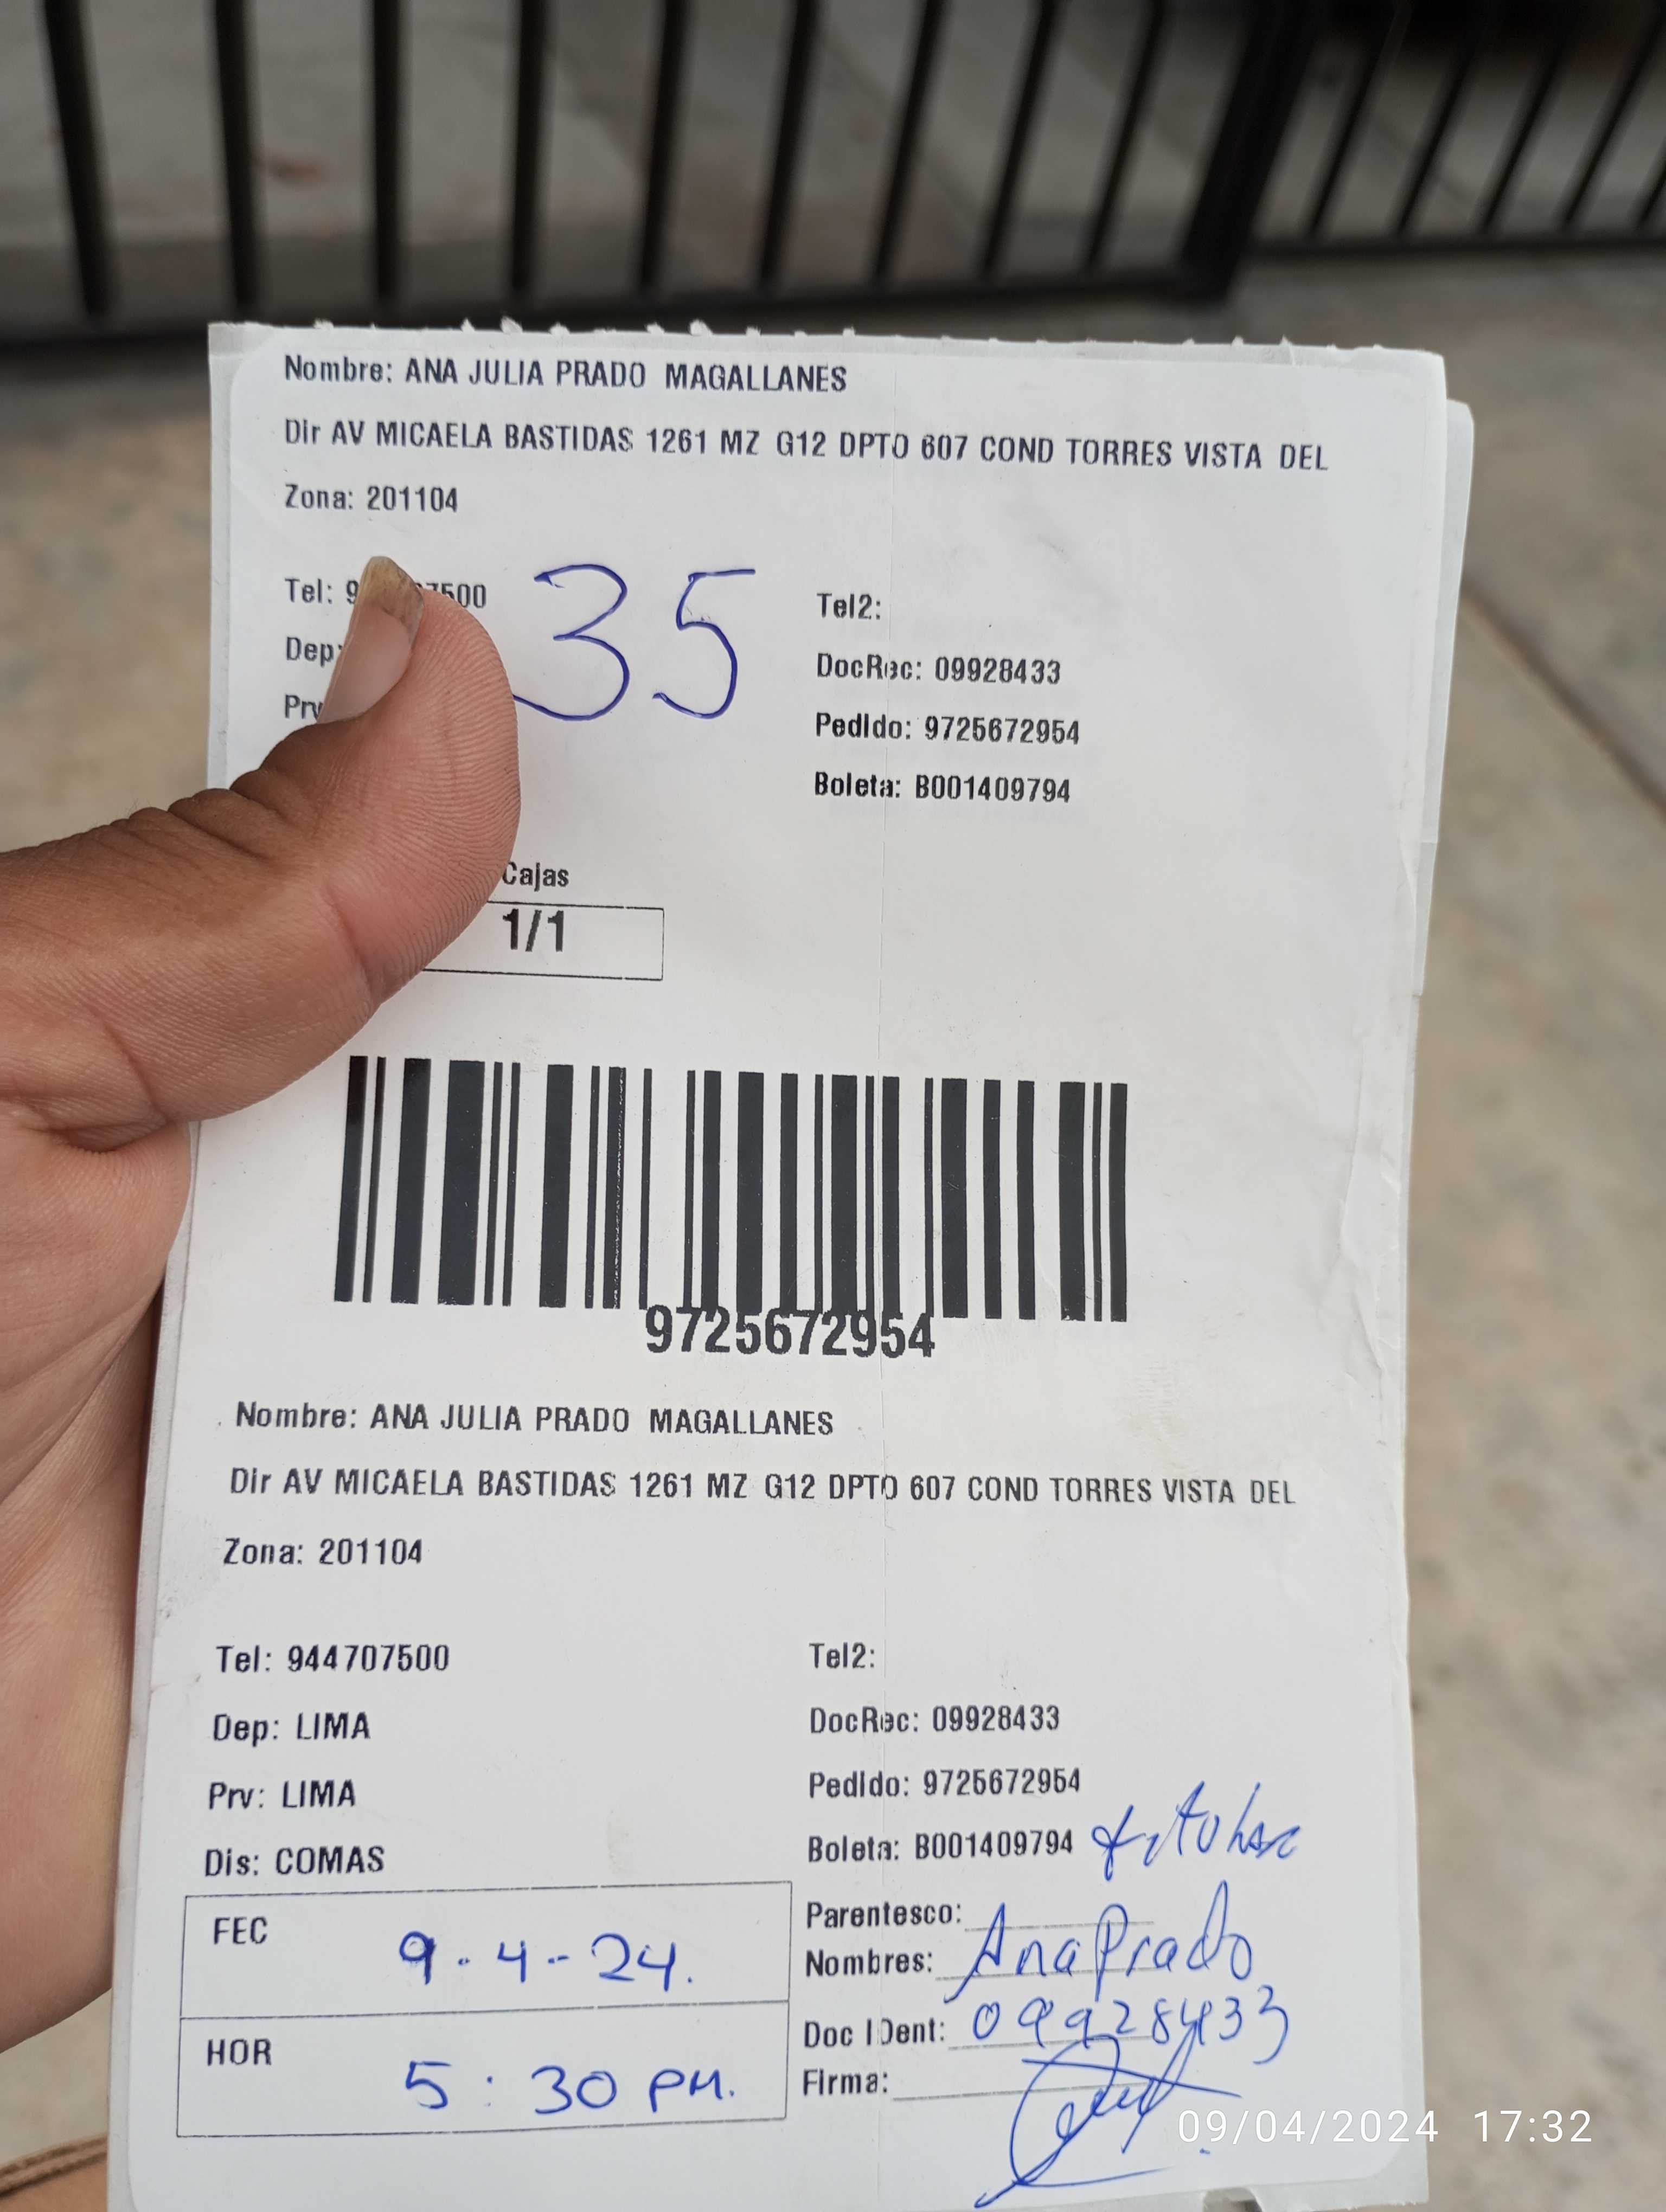 Nombre: ANA JULIA PRADO MAGALLANES
Dir AV MICAELA BASTIDAS 1261 MZ G12 DPTO 607 COND TORRES VISTA DEL
Zona: 201104
35
Tel: 9 7500
Tel2:
Dep:
DocRec: 09928433
Prv
Pedido: 9725672954
Boleta: B001409794
Cajas
1/1
9725672954
Nombre: ANA JULIA PRADO MAGALLANES
Dir AV MICAELA BASTIDAS 1261 MZ G12 DPTO 607 COND TORRES VISTA DEL
Zona: 201104
Tel: 944707500
Tel2:
Dep: LIMA
DocRec: 09928433
Prv: LIMA
Pedido: 9725672954
Dis: COMAS
Boleta: B001409794
FEC 9.4-24.
HOR 5:30 PM.
Parentesco:
Nombres: Ana Prado
Doc IDent: 09928433
Firma:
09/04/2024 17:32